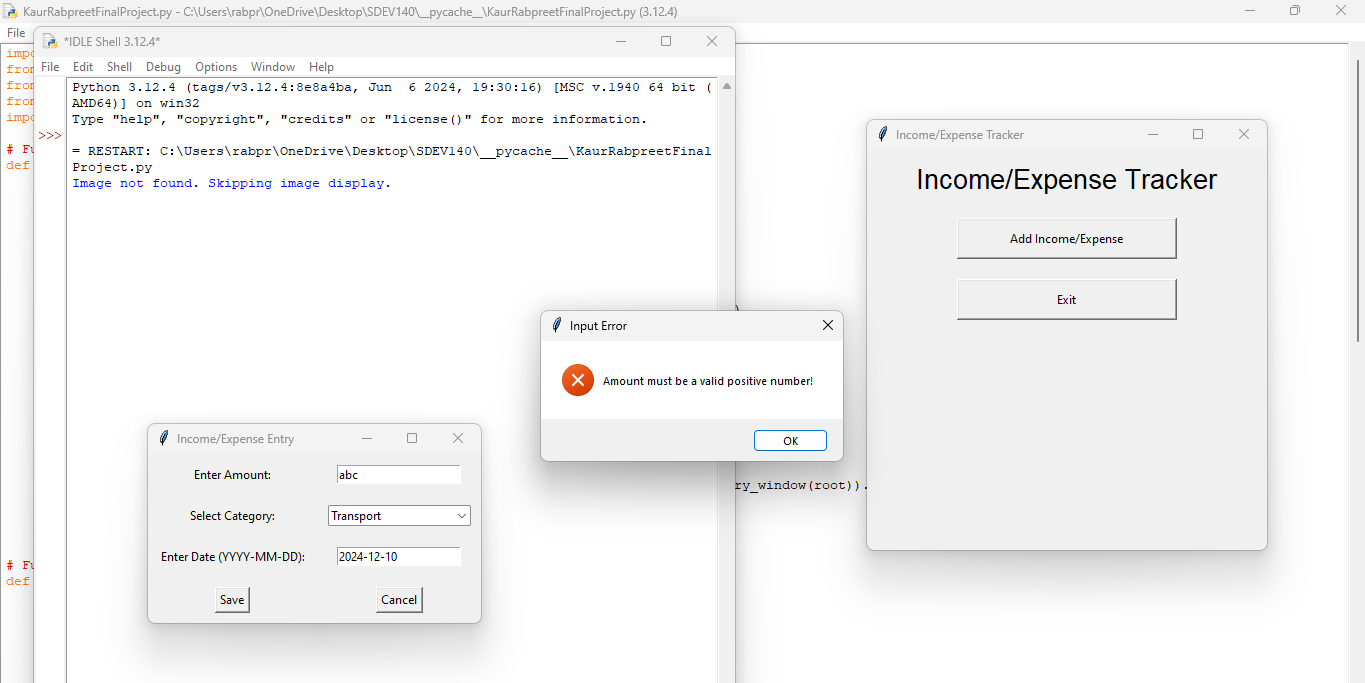 KaurRabpreetFinalProject.py - C:\Users\rabpr\OneDrive\Desktop\SDEV140\__pycache__\KaurRabpreetFinalProject.py (3.12.4)
File
impo
from
from
from
impo
# Fu
def
# Fu
def
*IDLE Shell 3.12.4*
File Edit Shell Debug Options Window Help
Python 3.12.4 (tags/v3.12.4:8e8a4ba, Jun  6 2024, 19:30:16) [MSC v.1940 64 bit (
AMD64)] on win32
Type "help", "copyright", "credits" or "license()" for more information.
>>>
= RESTART: C:\Users\rabpr\OneDrive\Desktop\SDEV140\__pycache__\KaurRabpreetFinal
Project.py
Image not found. Skipping image display.
Income/Expense Tracker
Income/Expense Tracker
Add Income/Expense
Exit
Input Error
Amount must be a valid positive number!
OK
Income/Expense Entry
Enter Amount: abc
Select Category: Transport
Enter Date (YYYY-MM-DD): 2024-12-10
Save Cancel
ry_window(root)).